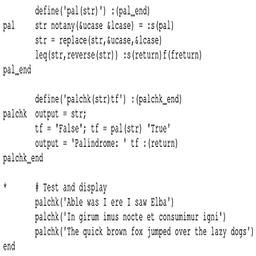 define('pal(str)') :(pal_end)
pal str notany(&ucase &lcase) = :s(pal)
str = replace(str,&ucase,&lcase)
leq(str,reverse(str)) :s(return)f(freturn)
pal_end
define('palchk(str)tf') :(palchk_end)
palchk output = str;
tf = 'False'; tf = pal(str) 'True'
output = 'Palindrome: ' tf :(return)
palchk_end
* # Test and display
palchk('Able was I ere I saw Elba')
palchk('In girum imus nocte et consumimur igni')
palchk('The quick brown fox jumped over the lazy dogs')
end